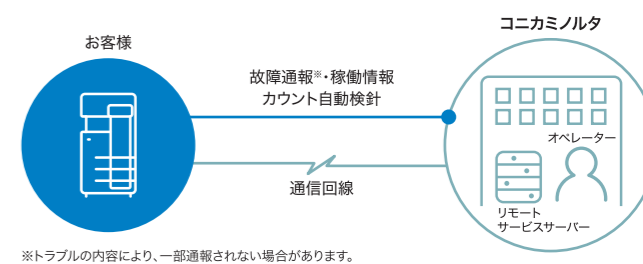 コニカミノルタ
お客様
故障通報※・稼働情報
カウント自動検針
オペレーター
通信回線
リモート
サービスサーバー
※トラブルの内容により、一部通報されない場合があります。